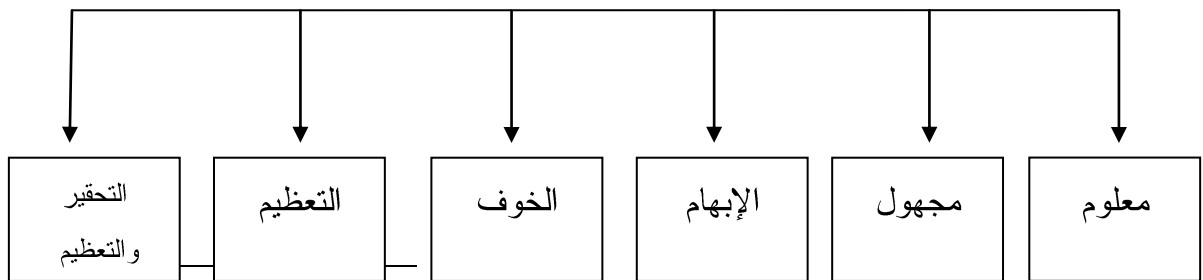 معلوم
مجهول
الإبهام
الخوف
التعظيم
التحقير
والتعظيم